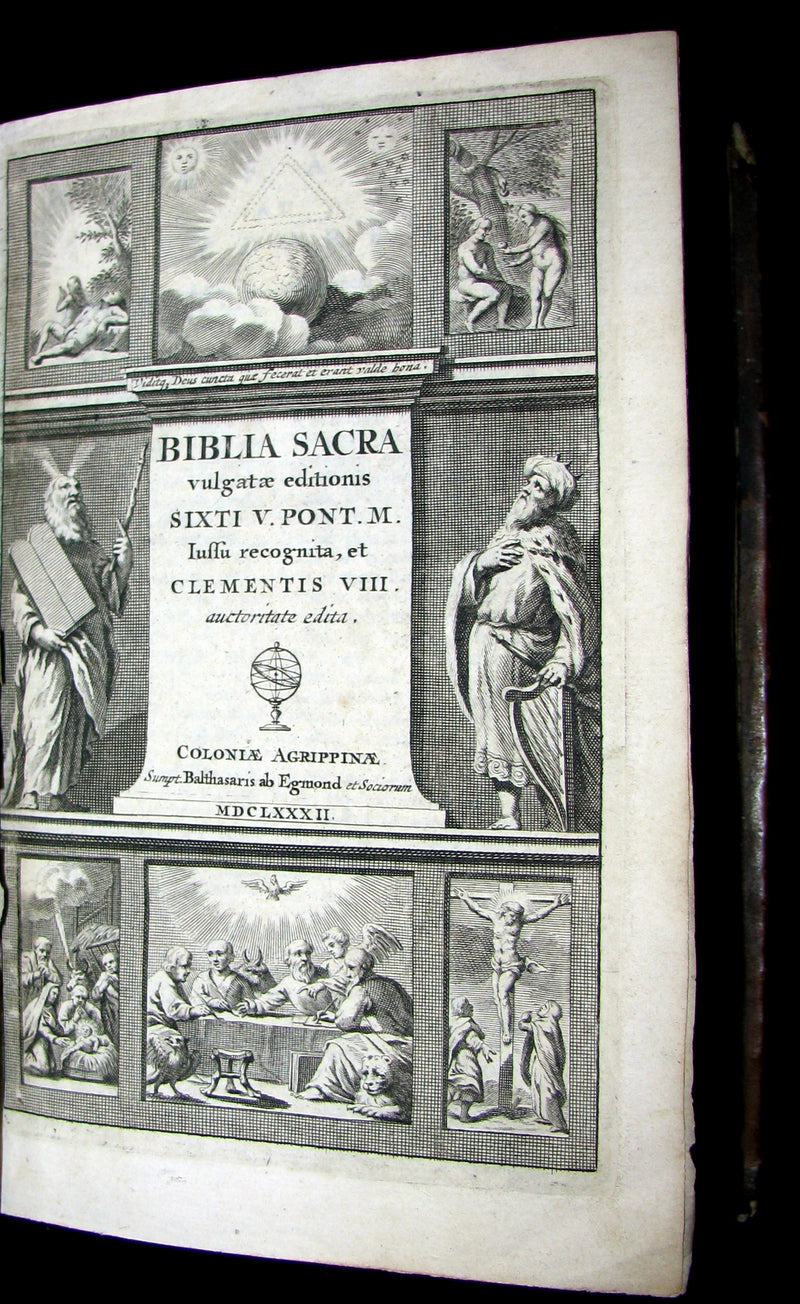 Viditq, Deus cuncta quæ fecerat et erant valde bona.
BIBLIA SACRA
vulgatæ editionis
SIXTI V. PONT. M.
Iuſſu recognita, et
CLEMENTIS VIII.
auctoritate edita.
COLONIÆ AGRIPPINÆ.
Sumpt. Balthasaris ab Egmond et Sociorum
MDCLXXXII.